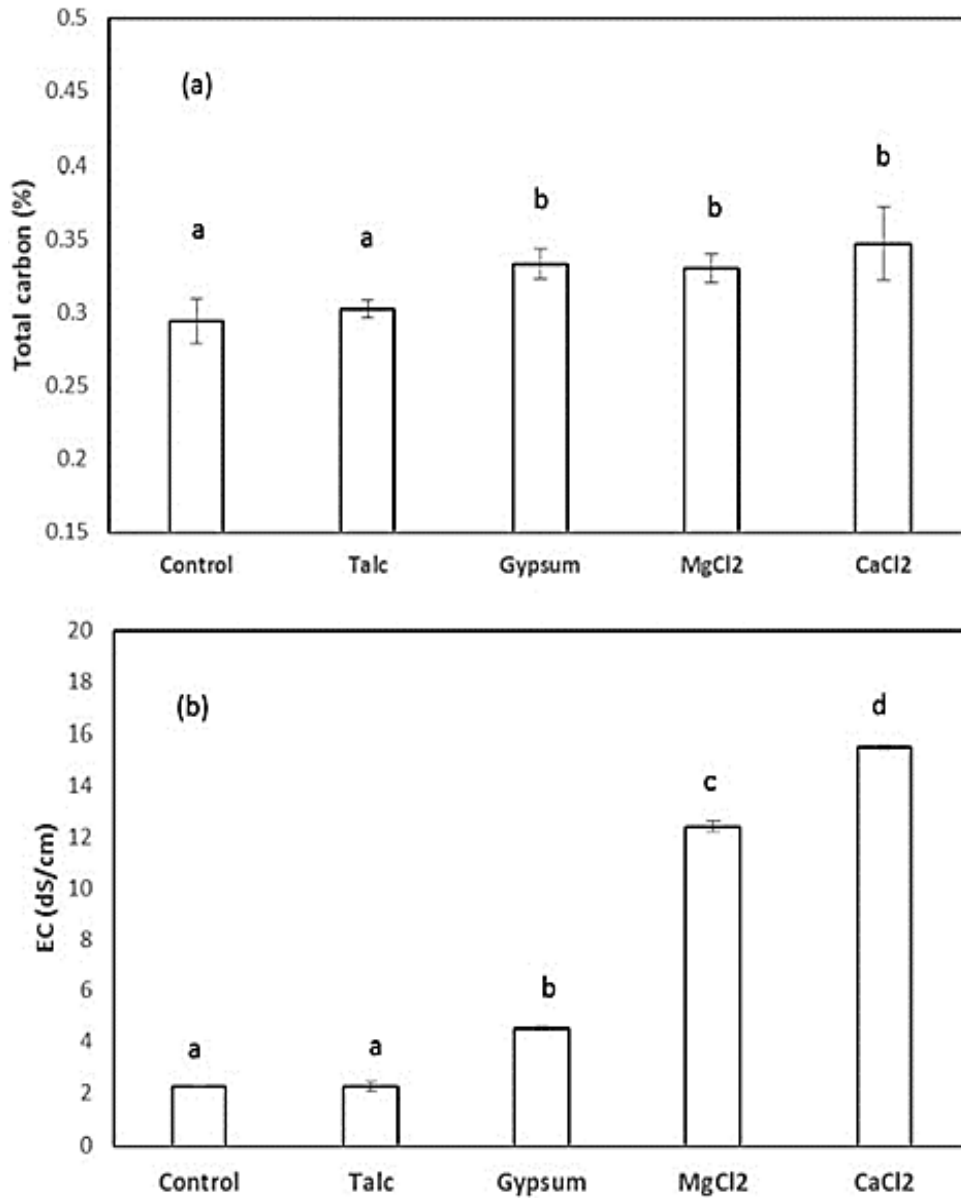 0.5
(a)
0.45
0.4
b
b
b
0.35
a
a
0.3
0.25
0.2
0.15
Total carbon (%)
Control Talc Gypsum MgCl2 CaCl2
20
18
(b)
d
16
14
c
12
10
8
6
b
4
a
a
2
0
EC (dS/cm)
Control Talc Gypsum MgCl2 CaCl2